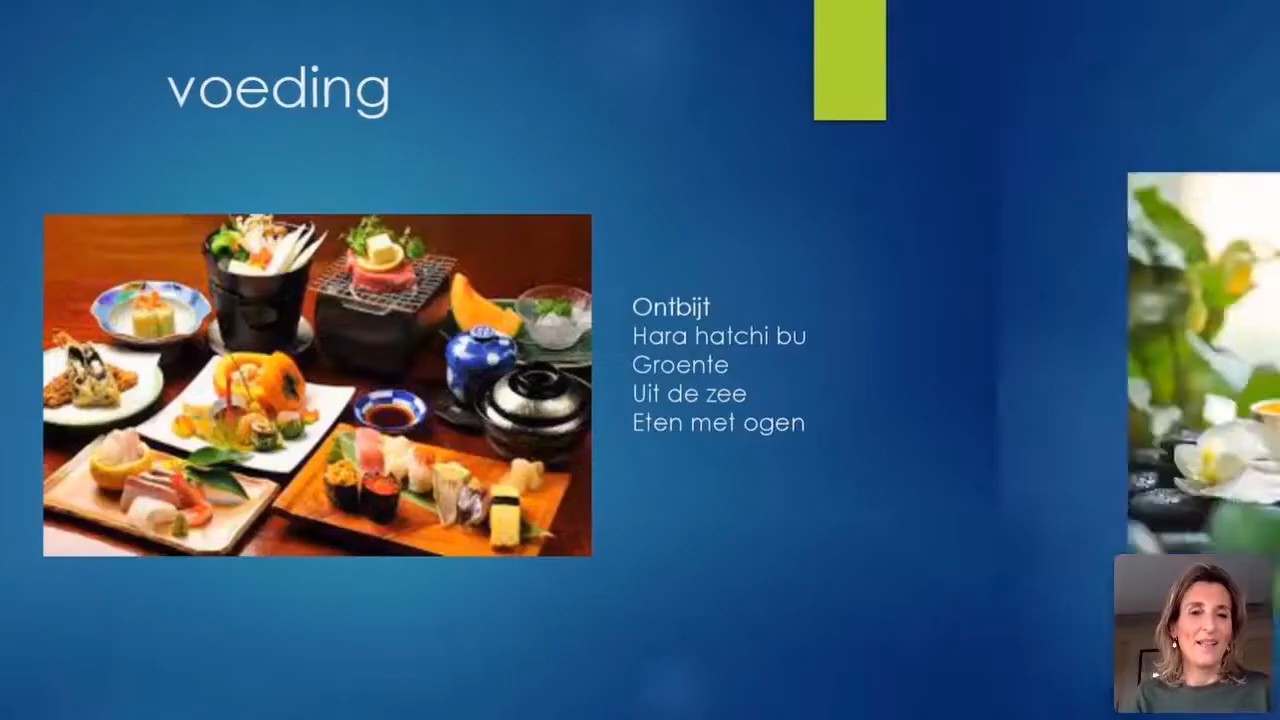 voeding
Ontbijt
Hara hatchi bu
Groente
Uit de zee
Eten met ogen